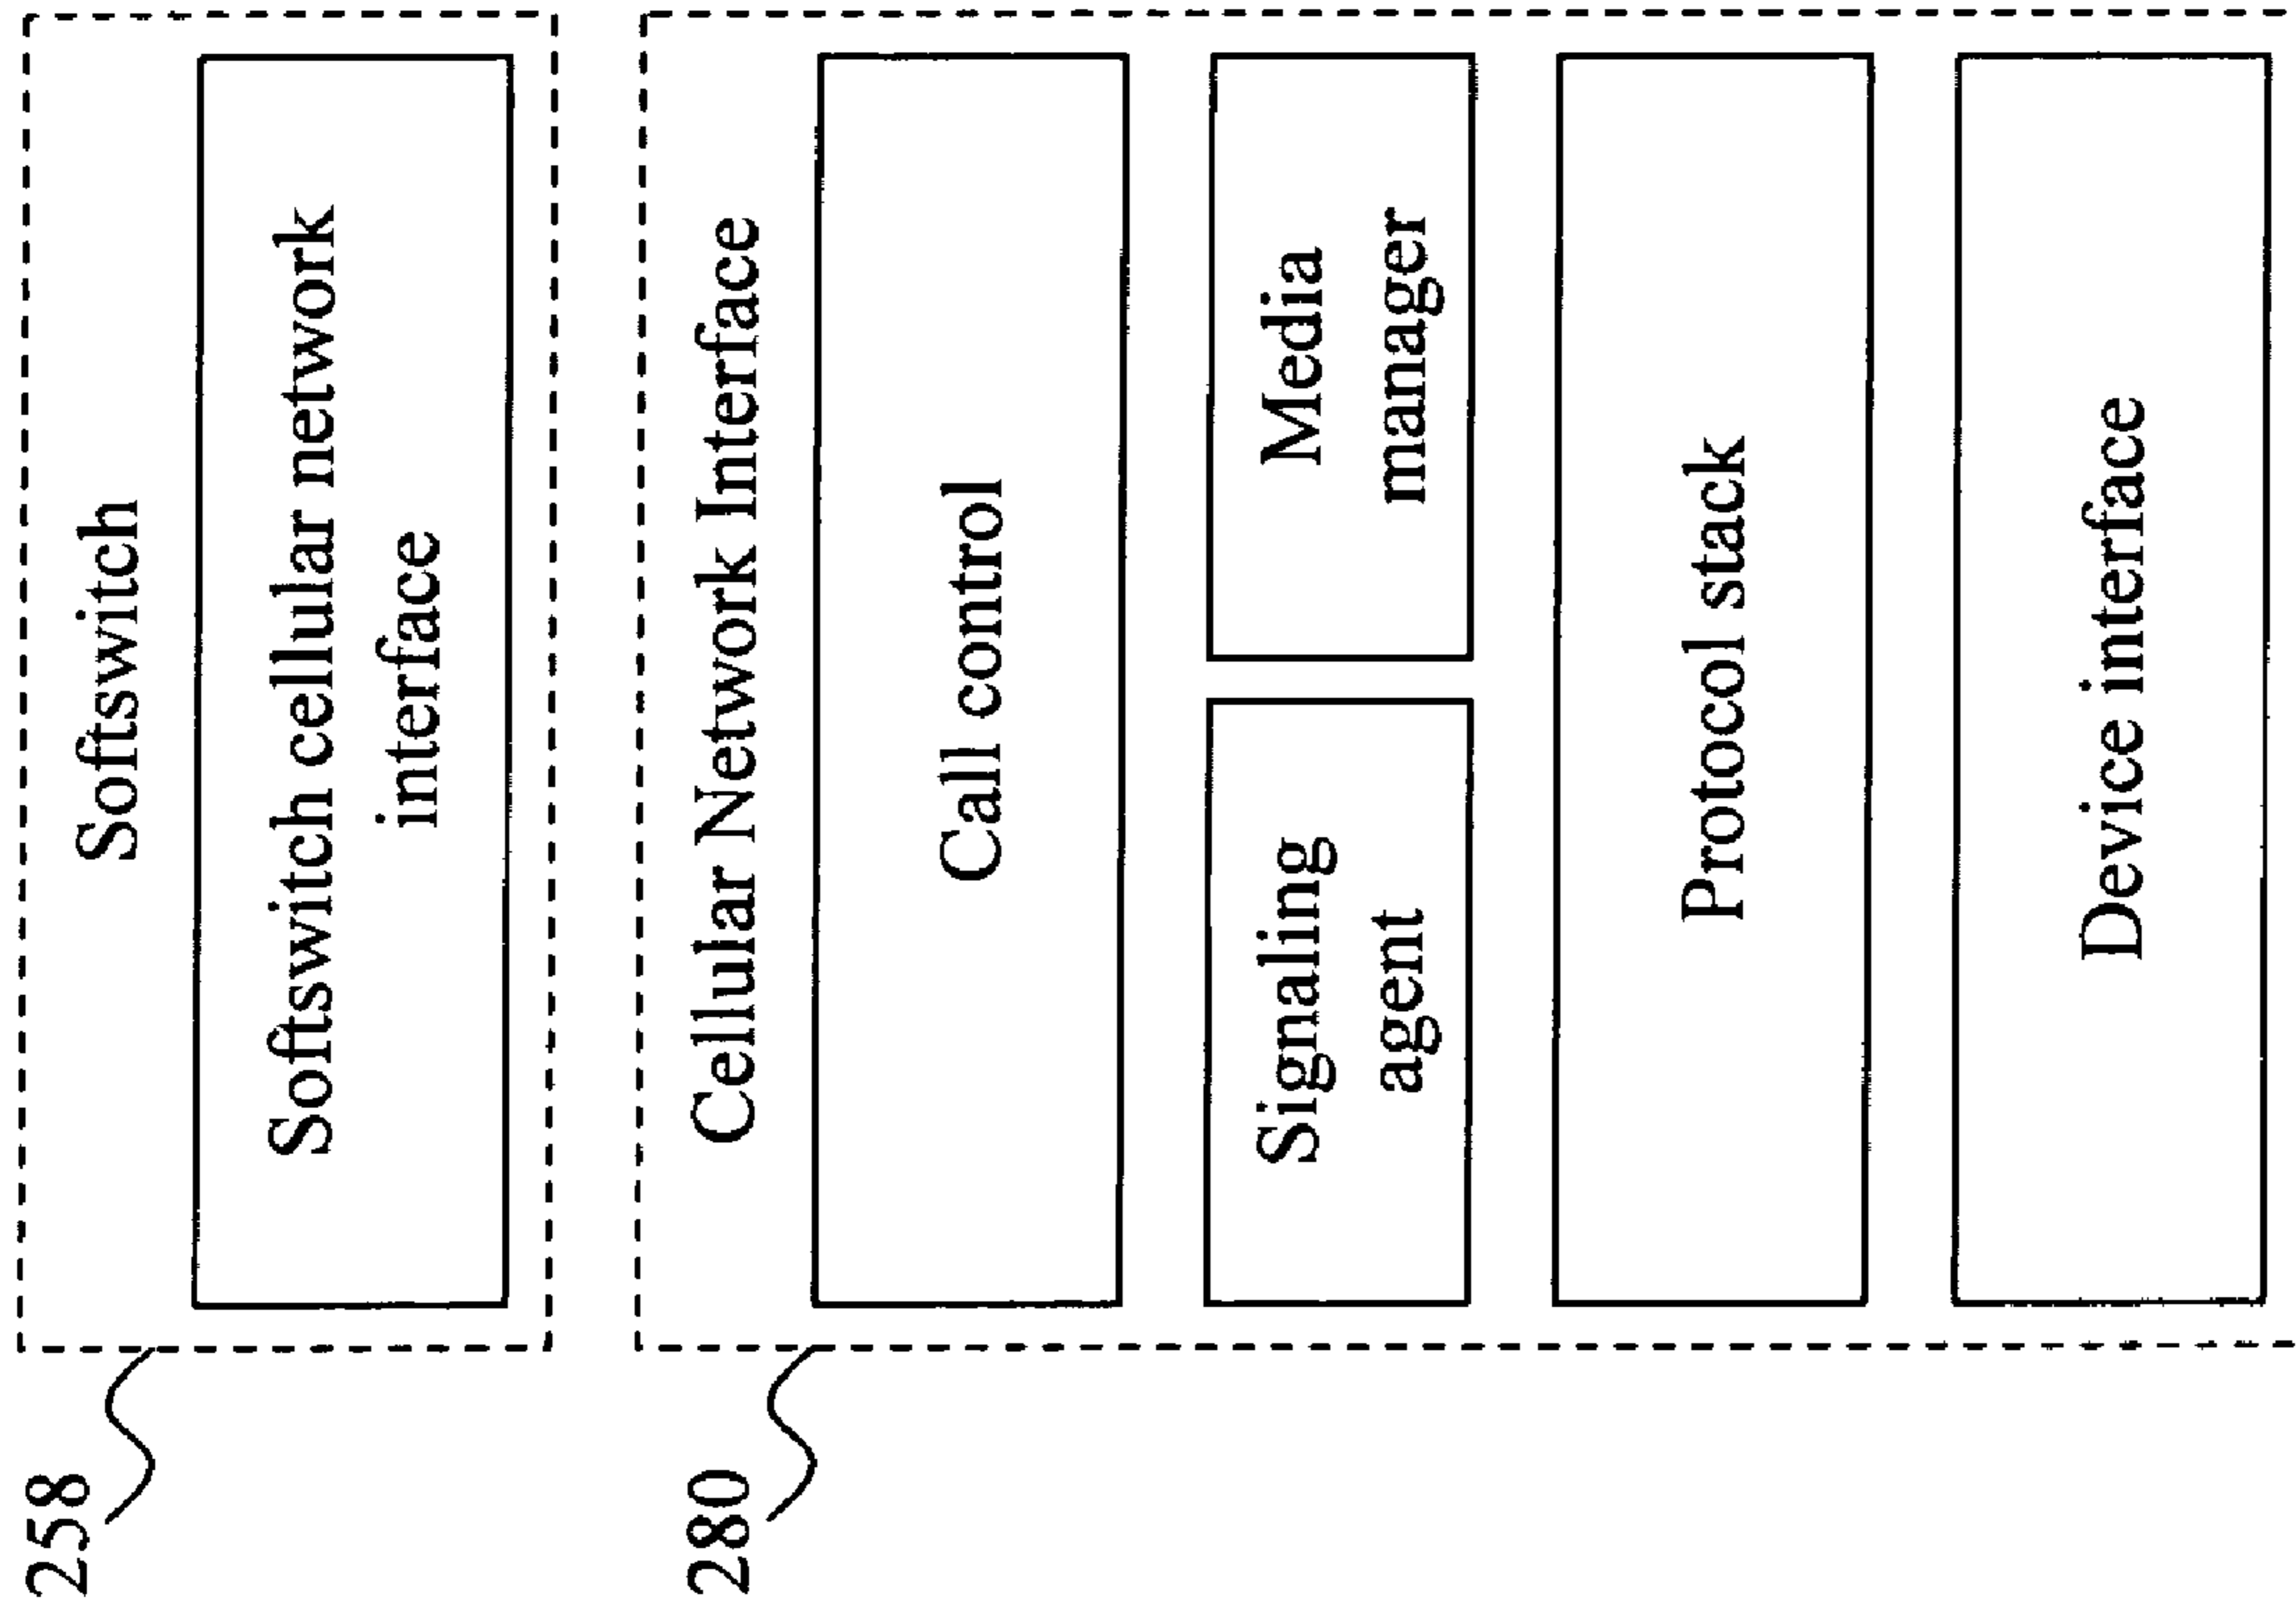 258
Softswitch
Softswitch cellular network
interface
280
Cellular Network Interface
Call control
Signaling
agent
Media
manager
Protocol stack
Device interface